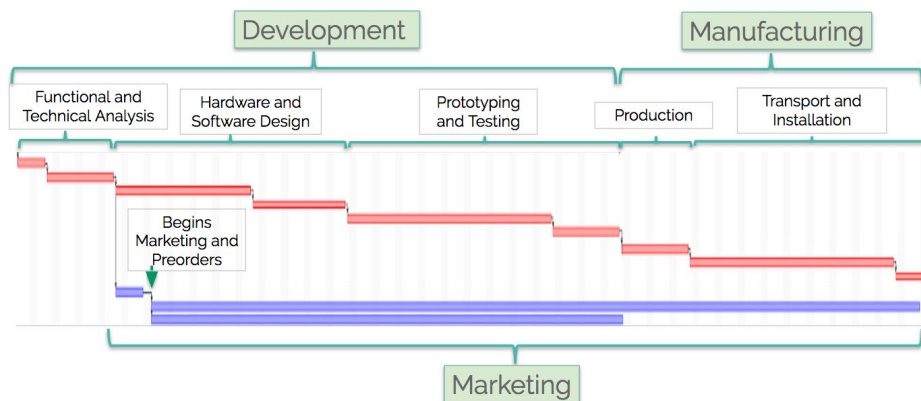 Development
Manufacturing
Functional and
Technical Analysis
Hardware and
Software Design
Prototyping
and Testing
Production
Transport and
Installation
Begins
Marketing and
Preorders
Marketing